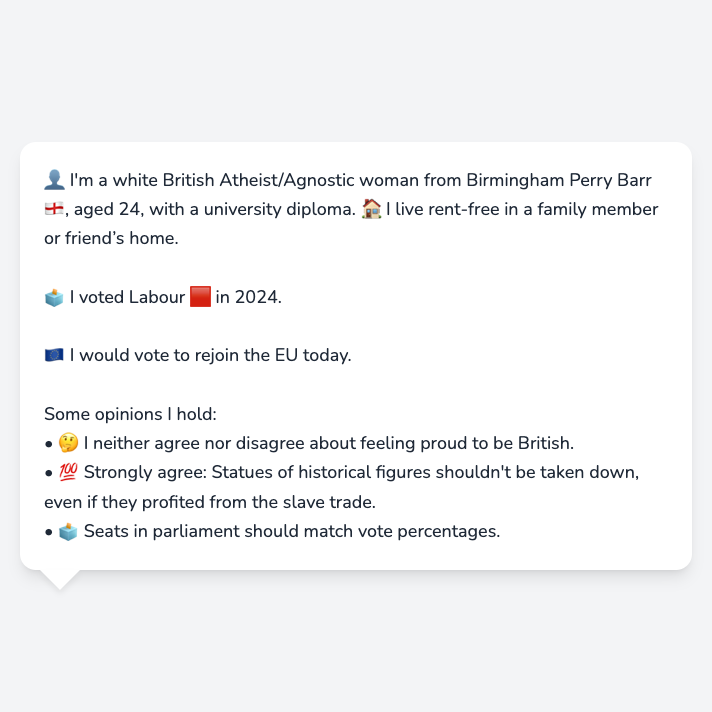 👤 I'm a white British Atheist/Agnostic woman from Birmingham Perry Barr
🏴󠁧󠁢󠁥󠁮󠁧󠁿, aged 24, with a university diploma. 🏠 I live rent-free in a family member
or friend’s home.
🗳️ I voted Labour 🟥 in 2024.
🇪🇺 I would vote to rejoin the EU today.
Some opinions I hold:
• 🤔 I neither agree nor disagree about feeling proud to be British.
• 💯 Strongly agree: Statues of historical figures shouldn't be taken down,
even if they profited from the slave trade.
• 🗳️ Seats in parliament should match vote percentages.